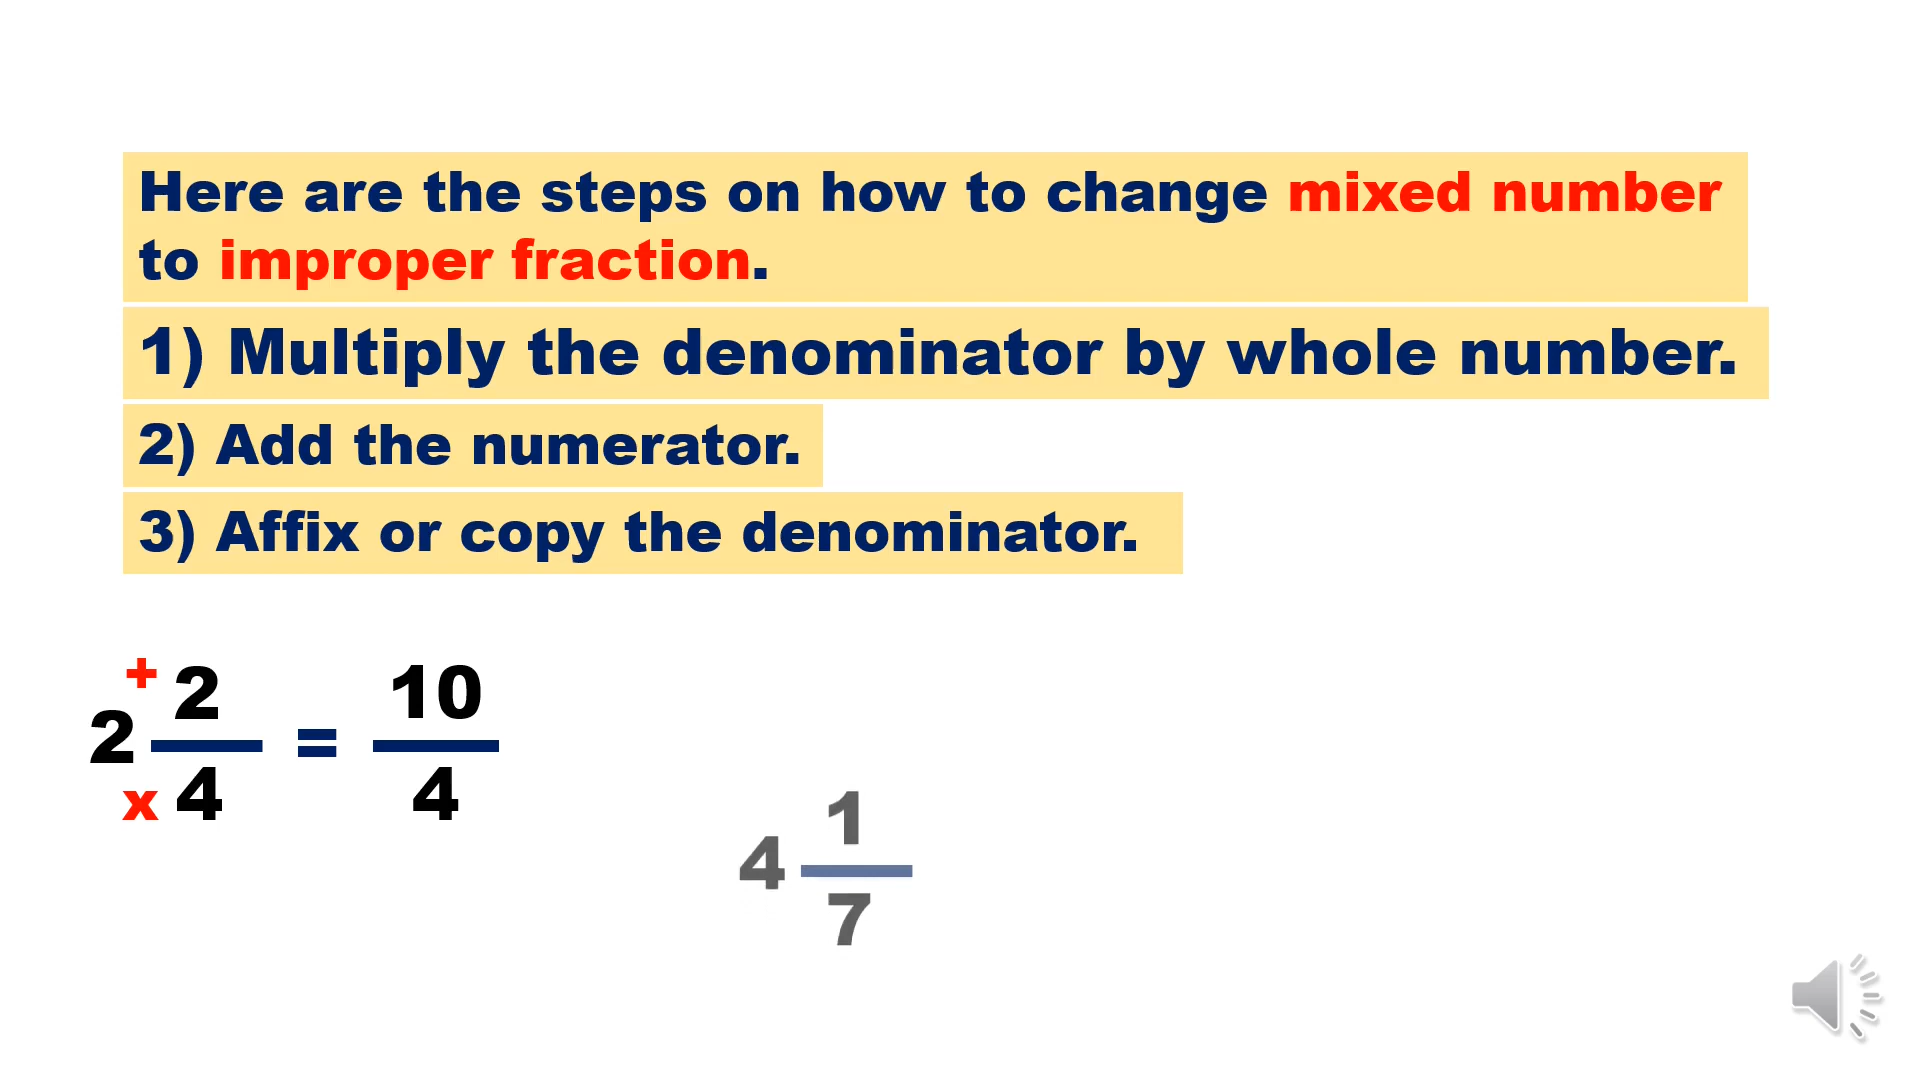 Here are the steps on how to change mixed number
to improper fraction.
1) Multiply the denominator by whole number.
2) Add the numerator.
3) Affix or copy the denominator.
+ 2 10
2 =
x 4 4
1
4
7